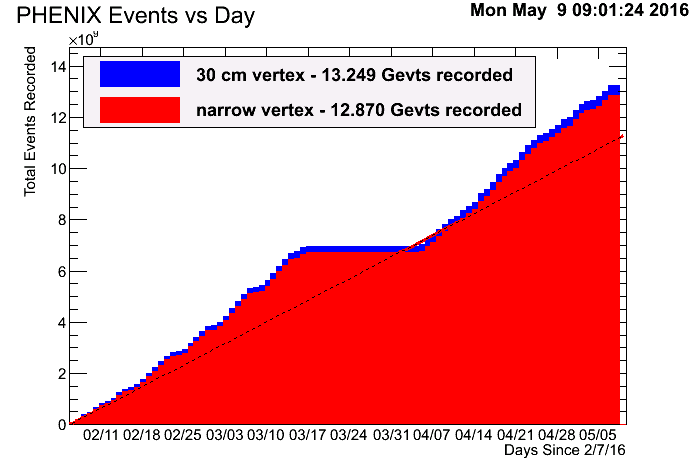 PHENIX Events vs Day
Mon May 9 09:01:24 2016
×10⁹
Total Events Recorded
14
12
10
8
6
4
2
0
30 cm vertex - 13.249 Gevts recorded
narrow vertex - 12.870 Gevts recorded
02/11 02/18 02/25 03/03 03/10 03/17 03/24 03/31 04/07 04/14 04/21 04/28 05/05
Days Since 2/7/16